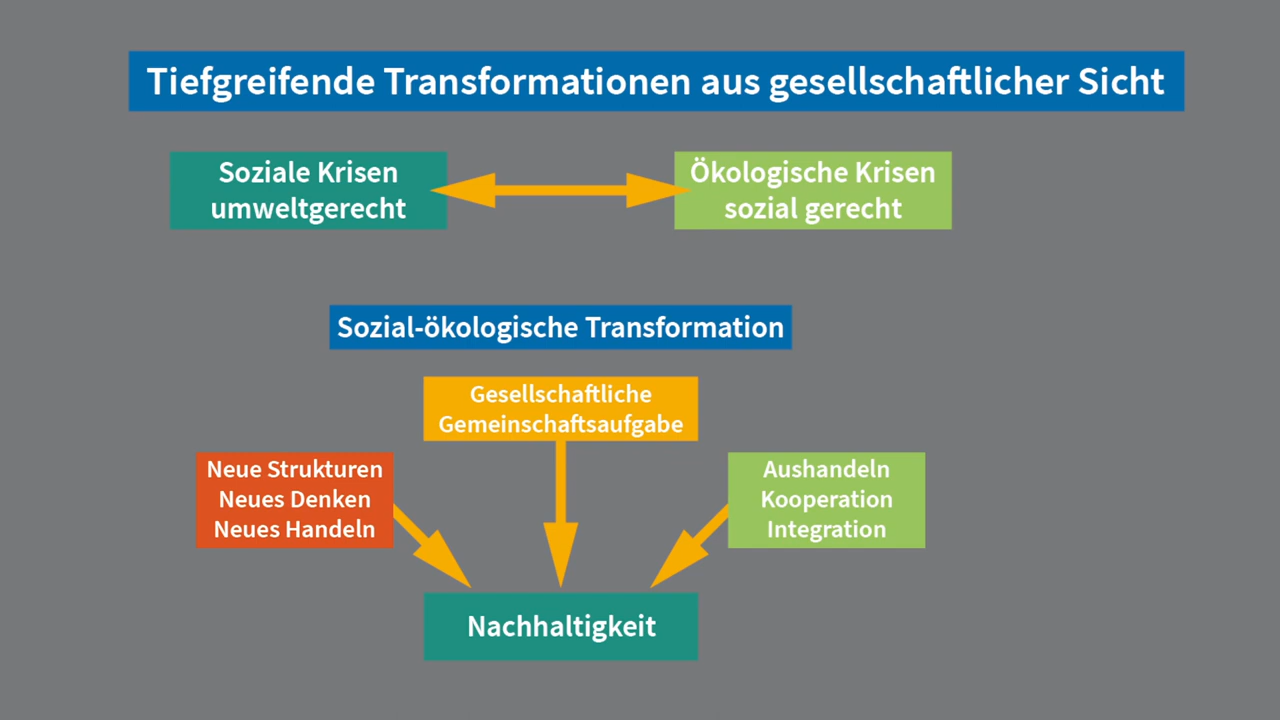 Tiefgreifende Transformationen aus gesellschaftlicher Sicht
Soziale Krisen
umweltgerecht
Ökologische Krisen
sozial gerecht
Sozial-ökologische Transformation
Gesellschaftliche
Gemeinschaftsaufgabe
Neue Strukturen
Neues Denken
Neues Handeln
Aushandeln
Kooperation
Integration
Nachhaltigkeit